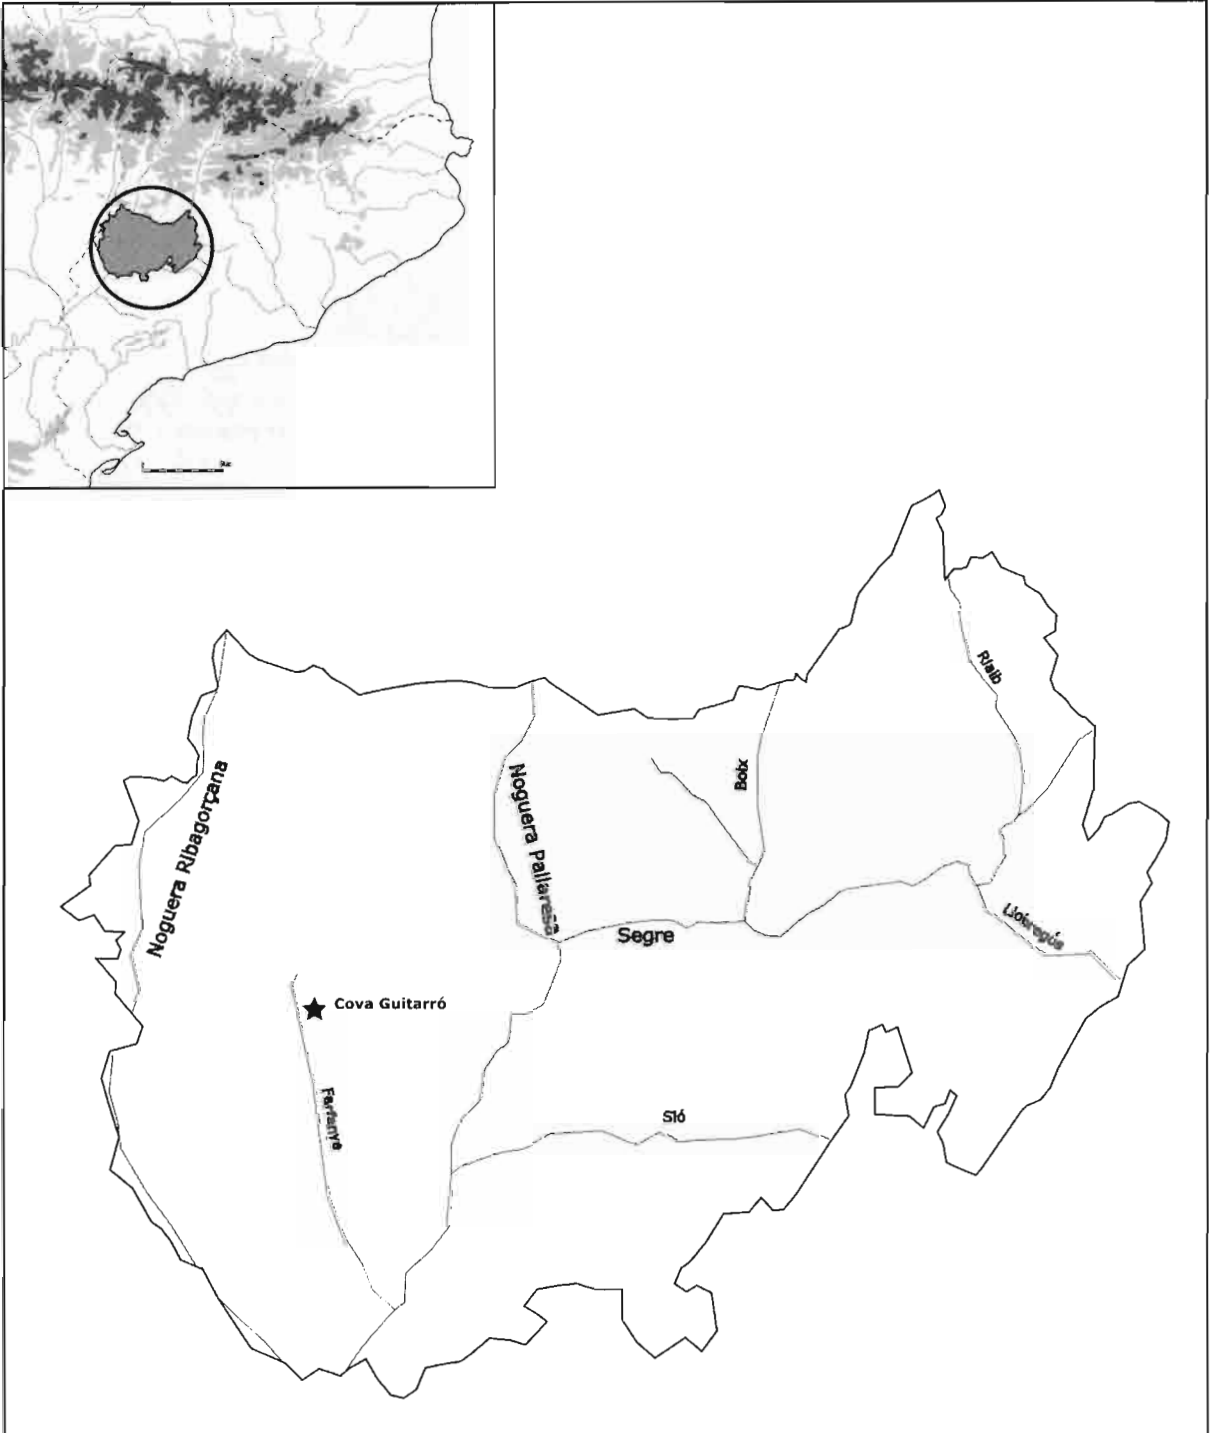 Rialb
Boix
Noguera Ribagorçana
Noguera Pallaresa
Llobregós
Segre
Cova Guitarró
Farfanya
Sió